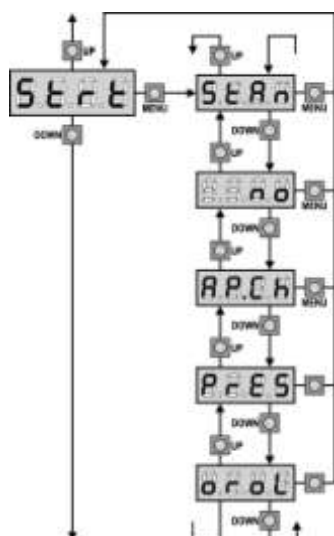 UP
UP
Strt
MENU
StAn
MENU
DOWN
DOWN
UP
no
MENU
DOWN
UP
AP.Ch
MENU
DOWN
UP
PrES
DOWN
UP
oroL
DOWN